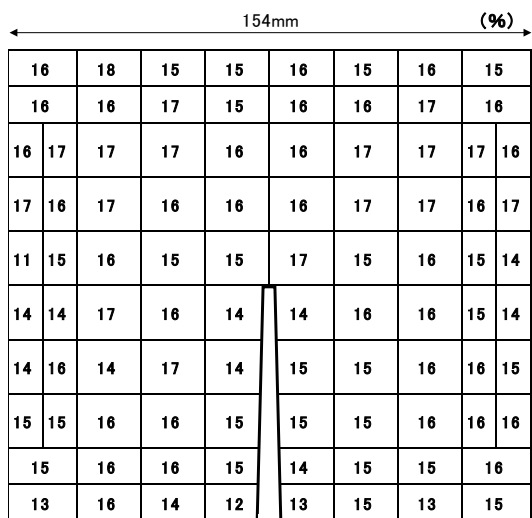 154mm (%)
16 18 15 15 16 15 16 15
16 16 17 15 16 16 17 16
16 17 17 17 16 16 17 17 17 16
17 16 17 16 16 16 17 17 16 17
11 15 16 15 15 17 15 16 15 14
14 14 17 16 14 14 16 16 15 14
14 16 14 17 14 15 15 16 16 15
15 15 16 16 15 15 15 16 16 16
15 16 16 15 14 15 15 16
13 16 14 12 13 15 13 15